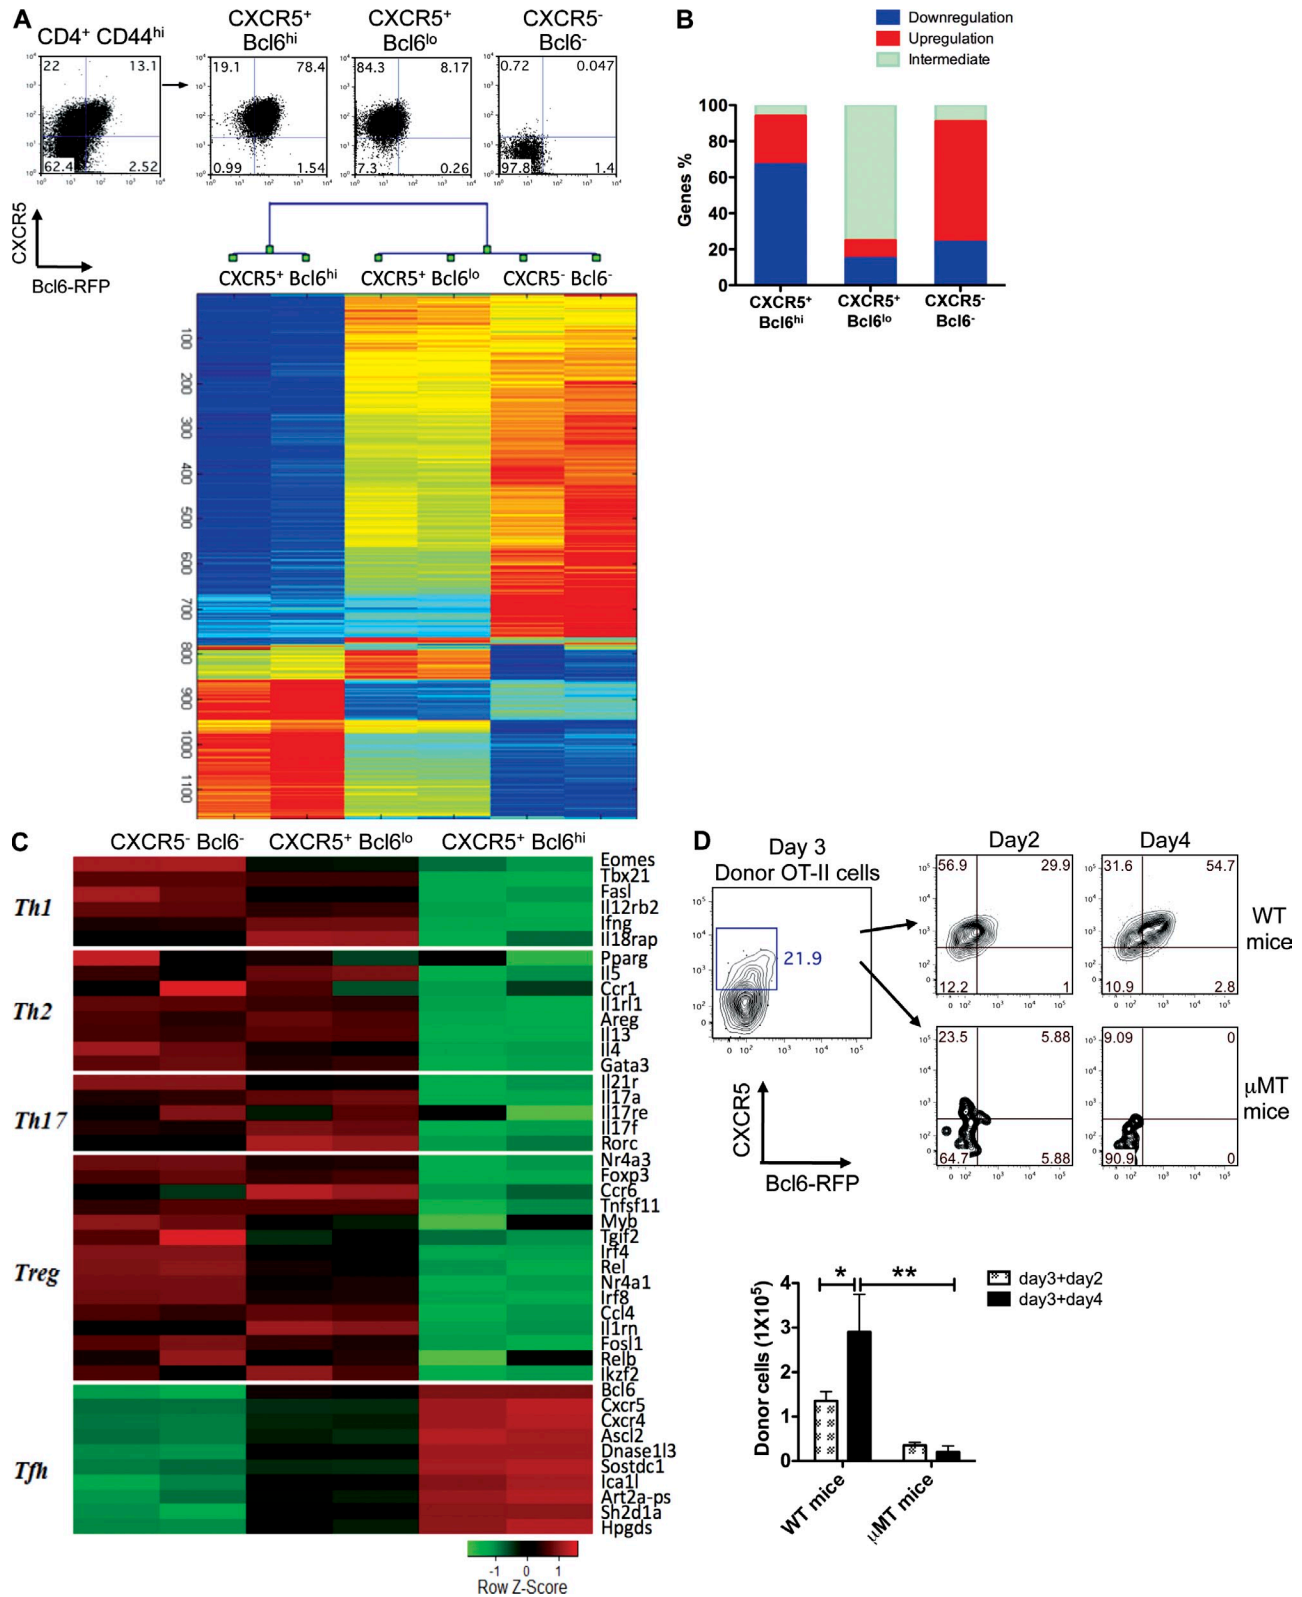 A
CD4+ CD44hi
CXCR5+
Bcl6hi
CXCR5+
Bcl6lo
CXCR5-
Bcl6-
22 13.1
62.4 2.52
19.1 78.4
0.99 1.54
84.3 8.17
7.3 0.26
0.72 0.047
97.8 1.4
CXCR5
Bcl6-RFP
CXCR5+ Bcl6hi CXCR5+ Bcl6lo CXCR5- Bcl6-
100
200
300
400
500
600
700
800
900
1000
1100
B
Downregulation
Upregulation
Intermediate
Genes %
100
80
60
40
20
0
CXCR5+
Bcl6hi
CXCR5+
Bcl6lo
CXCR5-
Bcl6-
C
CXCR5- Bcl6- CXCR5+ Bcl6lo CXCR5+ Bcl6hi
Th1
Eomes
Tbx21
Fasl
Il12rb2
Ifng
Il18rap
Th2
Pparg
Il5
Ccr1
Il1rl1
Areg
Il13
Il4
Gata3
Th17
Il21r
Il17a
Il17re
Il17f
Rorc
Treg
Nr4a3
Foxp3
Ccr6
Tnfsf11
Myb
Tgif2
Irf4
Rel
Nr4a1
Irf8
Ccl4
Il1rn
Fosl1
Relb
Ikzf2
Tfh
Bcl6
Cxcr5
Cxcr4
Ascl2
Dnase1l3
Sostdc1
Ica1l
Art2a-ps
Sh2d1a
Hpgds
-1 0 1
Row Z-Score
D
Day 3
Donor OT-II cells
21.9
Day2
Day4
56.9 29.9
12.2 1
31.6 54.7
10.9 2.8
WT
mice
23.5 5.88
64.7 5.88
9.09 0
90.9 0
μMT
mice
CXCR5
Bcl6-RFP
Donor cells (1X105)
4
3
2
1
0
* **
day3+day2
day3+day4
WT mice
μMT mice